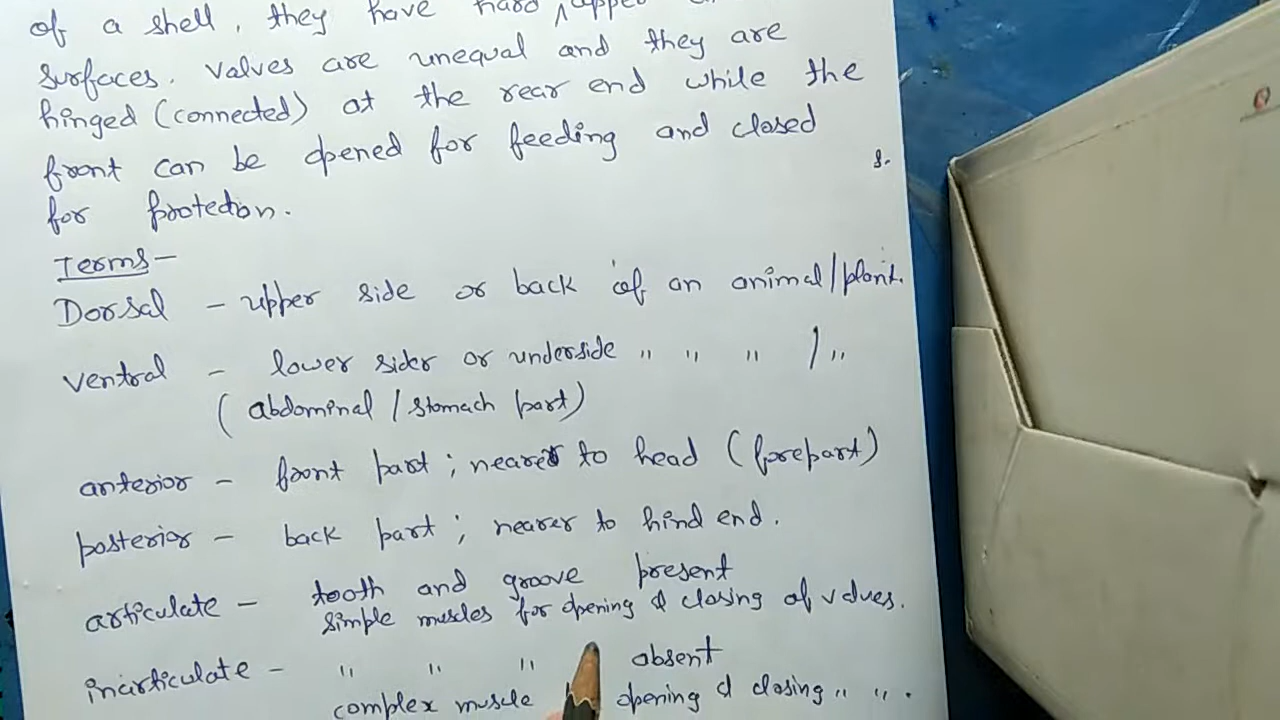 of a shell, they have hard upper
surfaces. valves are unequal and they are
hinged (connected) at the rear end while the
front can be opened for feeding and closed
for protection.
Terms-
Dorsal - upper side or back of an animal/plant.
ventral - lower sider or underside " " " / "
(abdominal / stomach part)
anterior - front part; nearer to head (forepart)
posterior - back part; nearer to hind end.
articulate - tooth and groove present
simple muscles for opening & closing of valves.
inarticulate - " " " absent
complex muscle opening & closing " ".